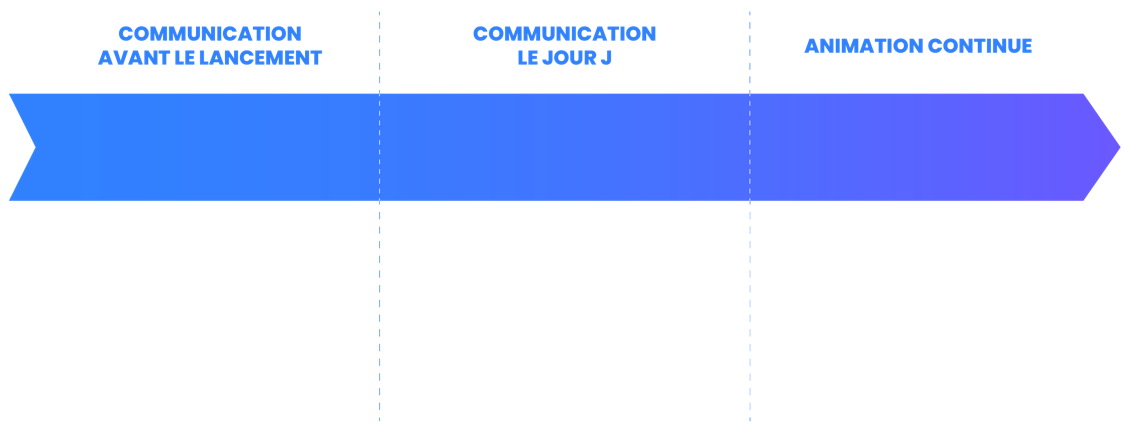 COMMUNICATION
AVANT LE LANCEMENT
COMMUNICATION
LE JOUR J
ANIMATION CONTINUE